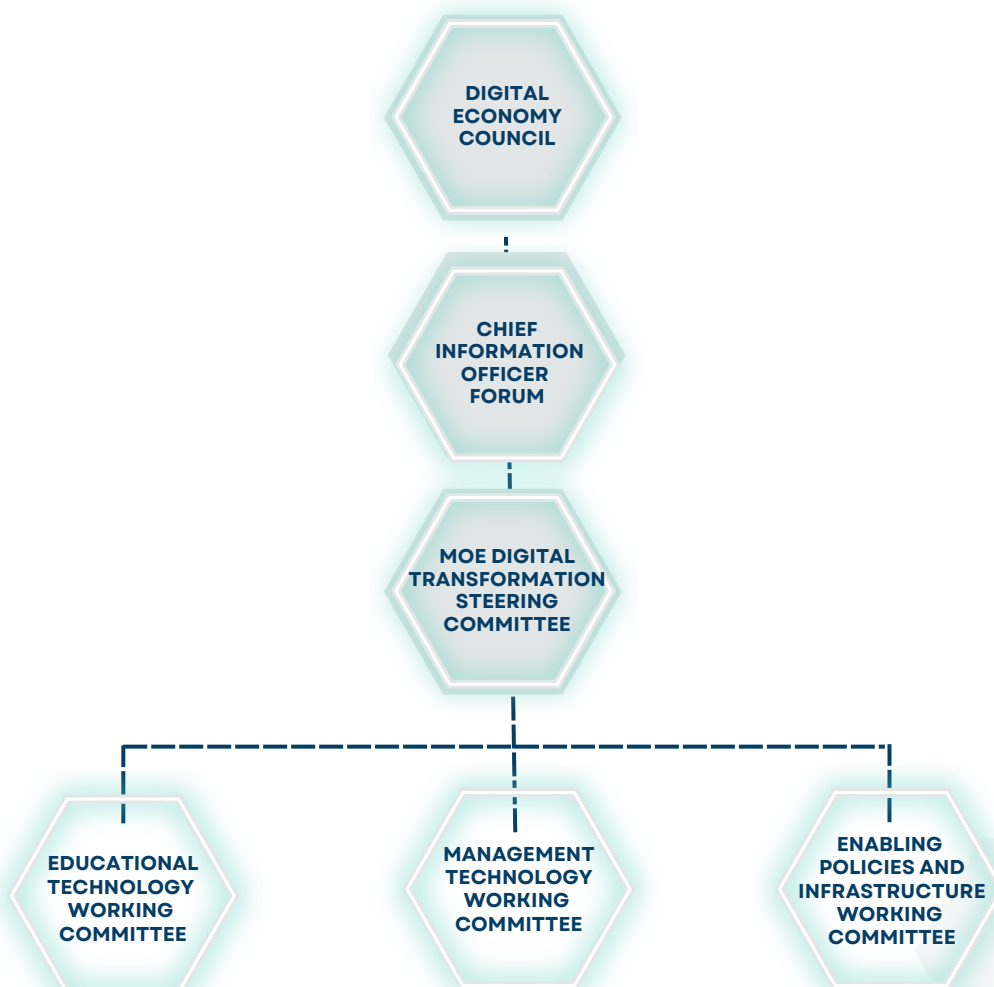 DIGITAL
ECONOMY
COUNCIL
CHIEF
INFORMATION
OFFICER
FORUM
MOE DIGITAL
TRANSFORMATION
STEERING
COMMITTEE
EDUCATIONAL
TECHNOLOGY
WORKING
COMMITTEE
MANAGEMENT
TECHNOLOGY
WORKING
COMMITTEE
ENABLING
POLICIES AND
INFRASTRUCTURE
WORKING
COMMITTEE